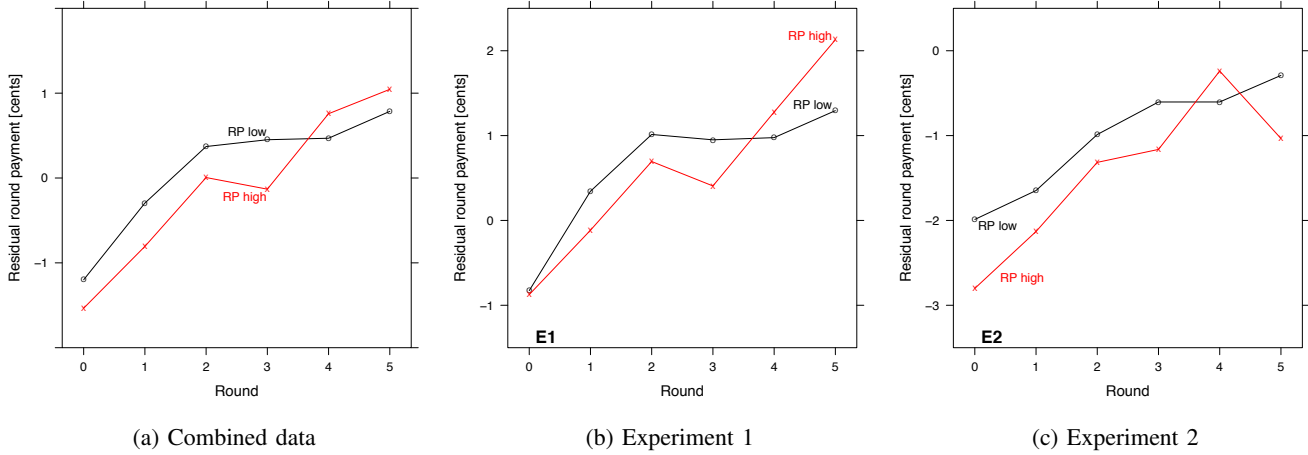 Residual round payment [cents]
1
0
−1
RP low
RP high
0 1 2 3 4 5
Round
(a) Combined data
Residual round payment [cents]
2
1
0
−1
RP high
RP low
E1
0 1 2 3 4 5
Round
(b) Experiment 1
Residual round payment [cents]
0
−1
−2
−3
RP low
RP high
E2
0 1 2 3 4 5
Round
(c) Experiment 2